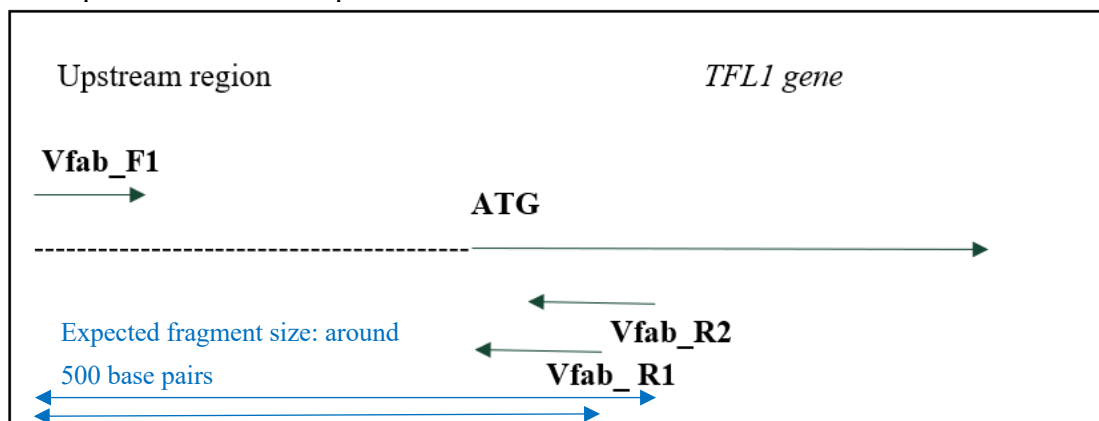 Upstream region
TFL1 gene
Vfab_F1
ATG
Expected fragment size: around
500 base pairs
Vfab_R2
Vfab_ R1